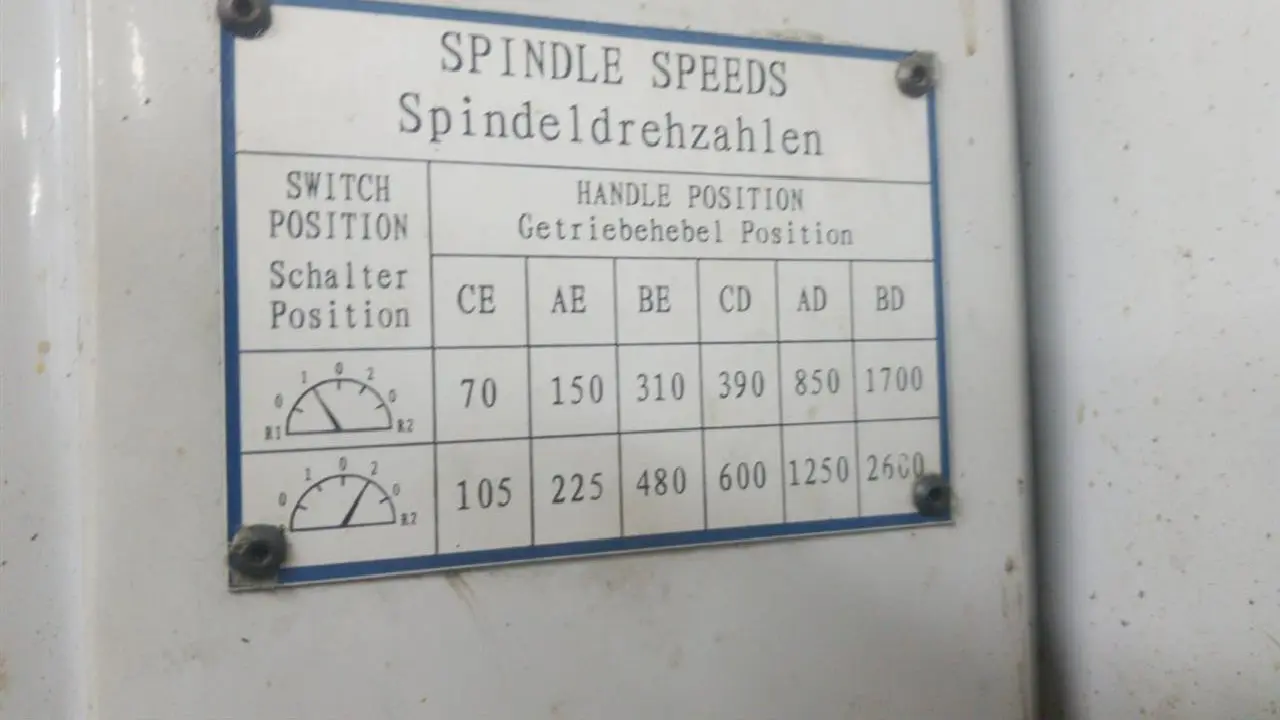 SPINDLE SPEEDS
Spindeldrehzahlen
SWITCH
POSITION
Schalter
Position
HANDLE POSITION
Getriebehebel Position
CE AE BE CD AD BD
0 1 0 2 0
R1 R2
70 150 310 390 850 1700
0 1 0 2 0
R2
105 225 480 600 1250